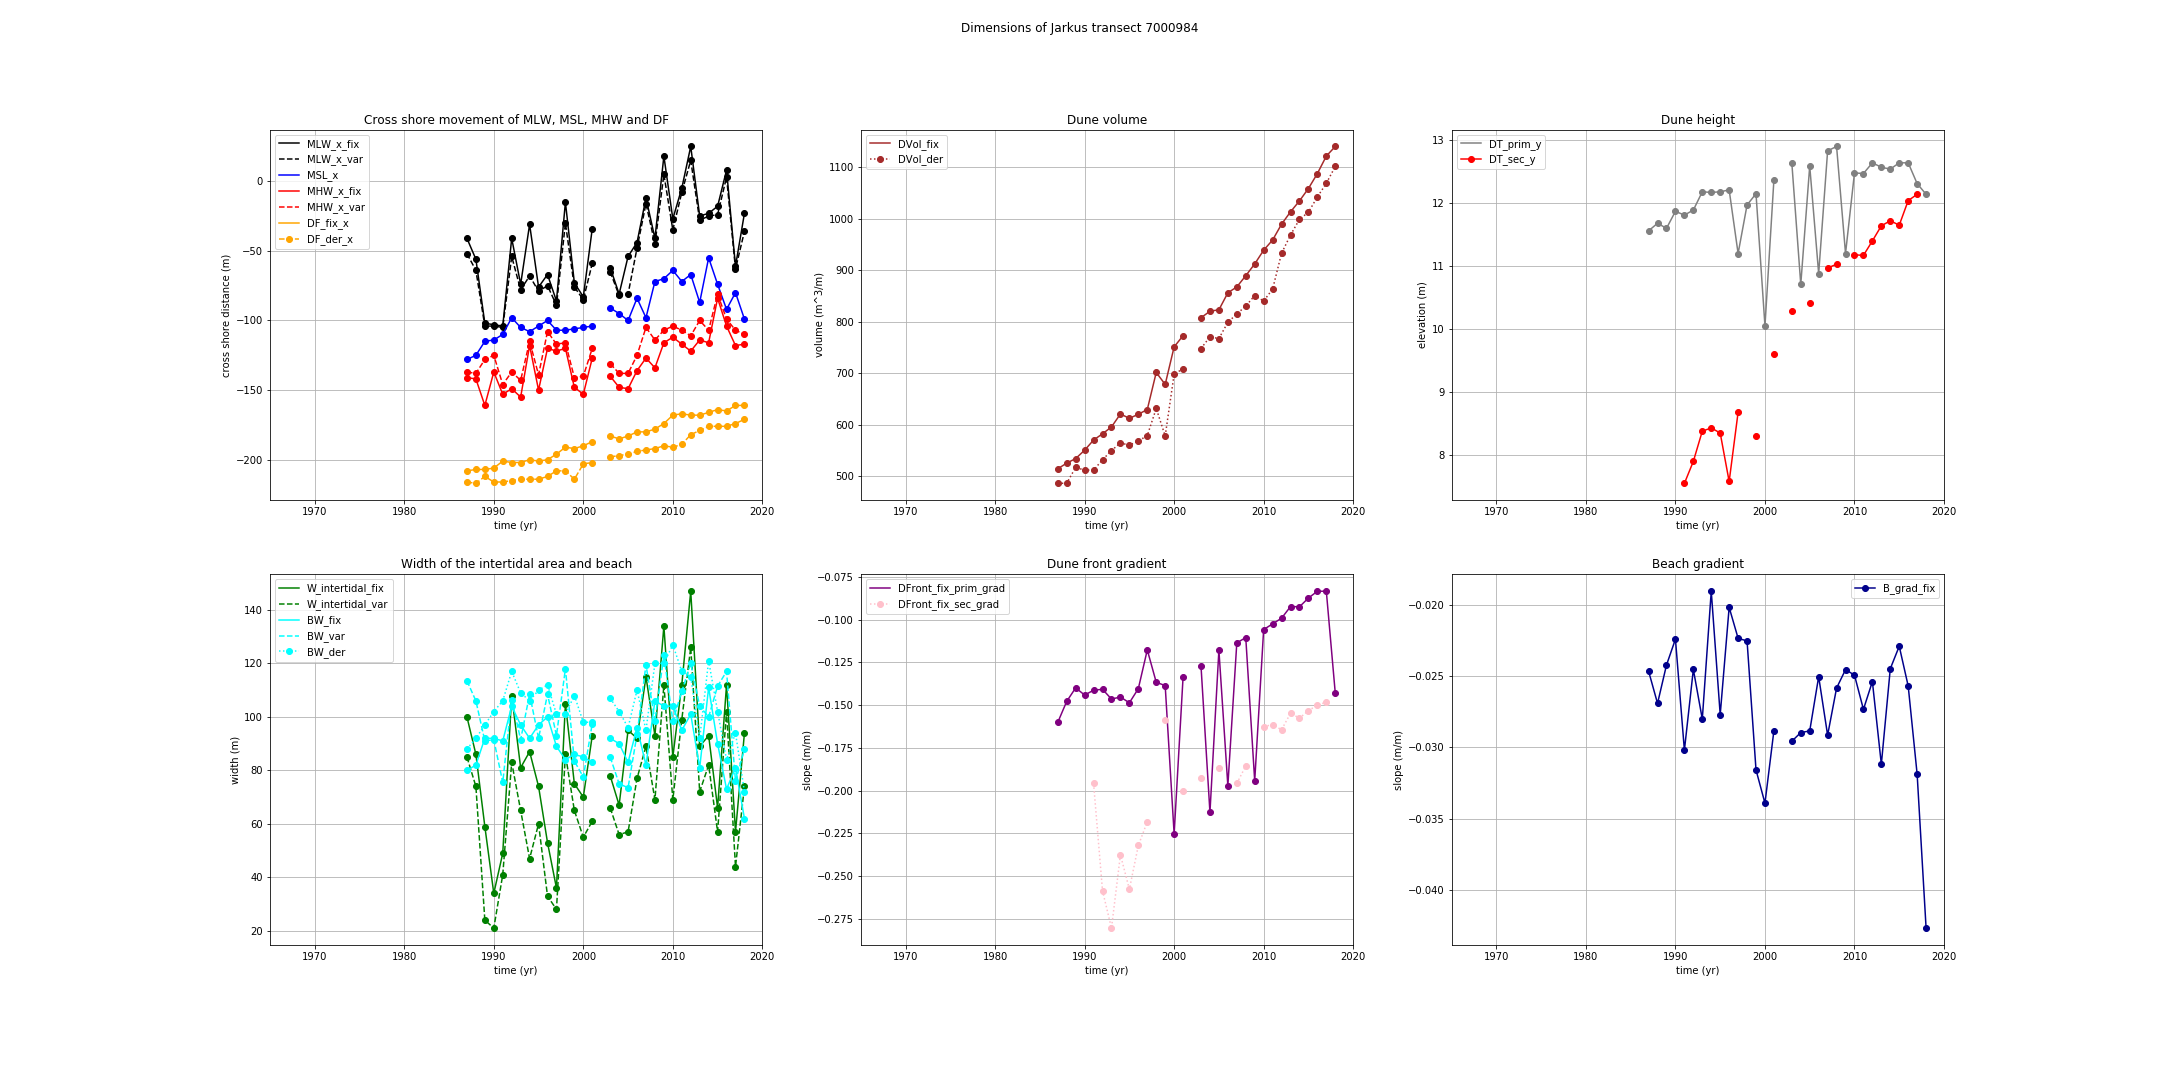 Dimensions of Jarkus transect 7000984
Cross shore movement of MLW, MSL, MHW and DF
MLW_x_fix
MLW_x_var
MSL_x
MHW_x_fix
MHW_x_var
DF_fix_x
DF_der_x
cross shore distance (m)
0
−50
−100
−150
−200
1970 1980 1990 2000 2010 2020
time (yr)
Dune volume
DVol_fix
DVol_der
volume (m^3/m)
1100
1000
900
800
700
600
500
1970 1980 1990 2000 2010 2020
time (yr)
Dune height
DT_prim_y
DT_sec_y
elevation (m)
13
12
11
10
9
8
1970 1980 1990 2000 2010 2020
time (yr)
Width of the intertidal area and beach
W_intertidal_fix
W_intertidal_var
BW_fix
BW_var
BW_der
width (m)
140
120
100
80
60
40
20
1970 1980 1990 2000 2010 2020
time (yr)
Dune front gradient
DFront_fix_prim_grad
DFront_fix_sec_grad
slope (m/m)
−0.075
−0.100
−0.125
−0.150
−0.175
−0.200
−0.225
−0.250
−0.275
1970 1980 1990 2000 2010 2020
time (yr)
Beach gradient
B_grad_fix
slope (m/m)
−0.020
−0.025
−0.030
−0.035
−0.040
1970 1980 1990 2000 2010 2020
time (yr)